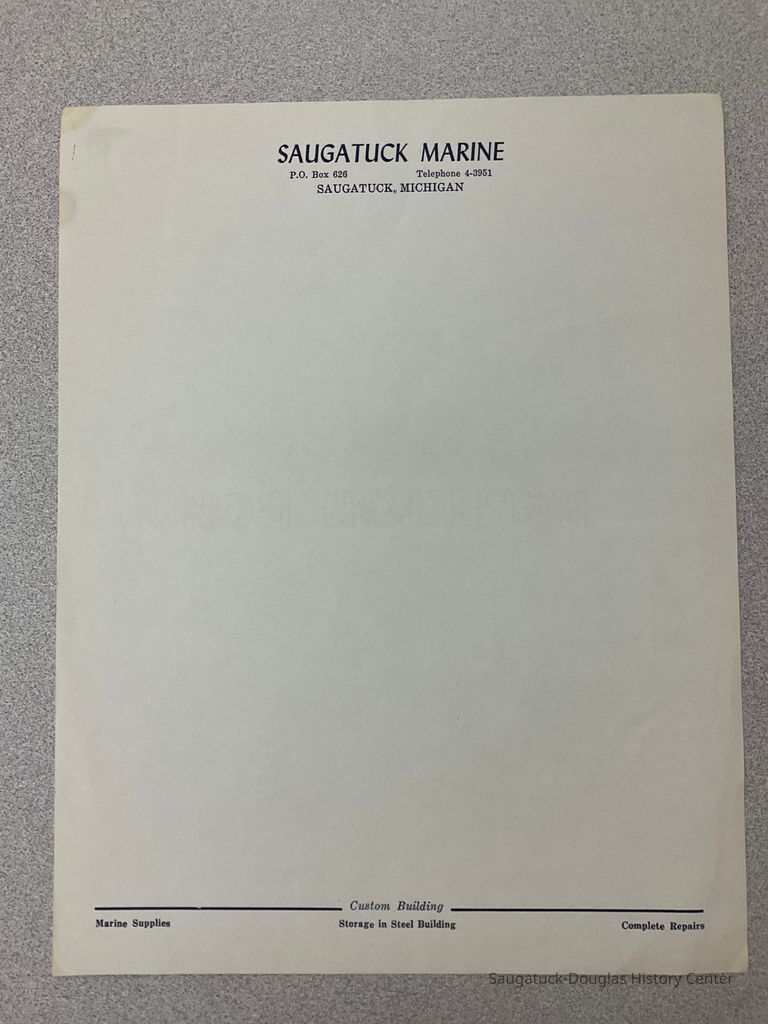 SAUGATUCK MARINE
P.O. Box 626 Telephone 4-3951
SAUGATUCK, MICHIGAN
Custom Building
Marine Supplies Storage in Steel Building Complete Repairs
Saugatuck-Douglas History Center